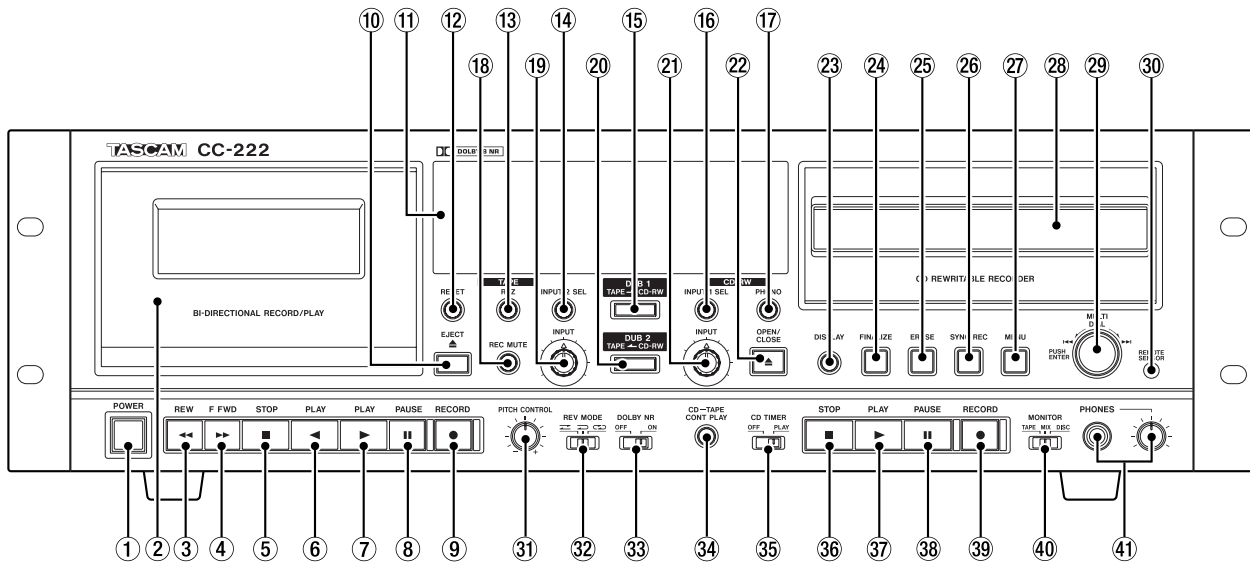 ⑩ ⑪ ⑫ ⑬ ⑭ ⑮ ⑯ ⑰
⑱ ⑲ ⑳ ㉑ ㉒ ㉓ ㉔ ㉕ ㉖ ㉗ ㉘ ㉙ ㉚
TASCAM CC-222
DOLBY B NR
BI-DIRECTIONAL RECORD/PLAY
CD REWRITABLE RECORDER
TAPE
CD-RW
RESET
RTZ
INPUT 2 SEL
DUB 1
TAPE CD-RW
INPUT 1 SEL
PHONO
EJECT
REC MUTE
INPUT
DUB 2
TAPE CD-RW
INPUT
OPEN/
CLOSE
DISPLAY
FINALIZE
ERASE
SYNC REC
MENU
MULTI
DIAL
PUSH
ENTER
REMOTE
SENSOR
POWER
REW
F FWD
STOP
PLAY
PLAY
PAUSE
RECORD
PITCH CONTROL
− +
REV MODE
DOLBY NR
OFF ON
CD—TAPE
CONT PLAY
CD TIMER
OFF PLAY
STOP
PLAY
PAUSE
RECORD
MONITOR
TAPE MIX DISC
PHONES
① ② ③ ④ ⑤ ⑥ ⑦ ⑧ ⑨ ㉛ ㉜ ㉝ ㉞ ㉟ ㊱ ㊲ ㊳ ㊴ ㊵ ㊶